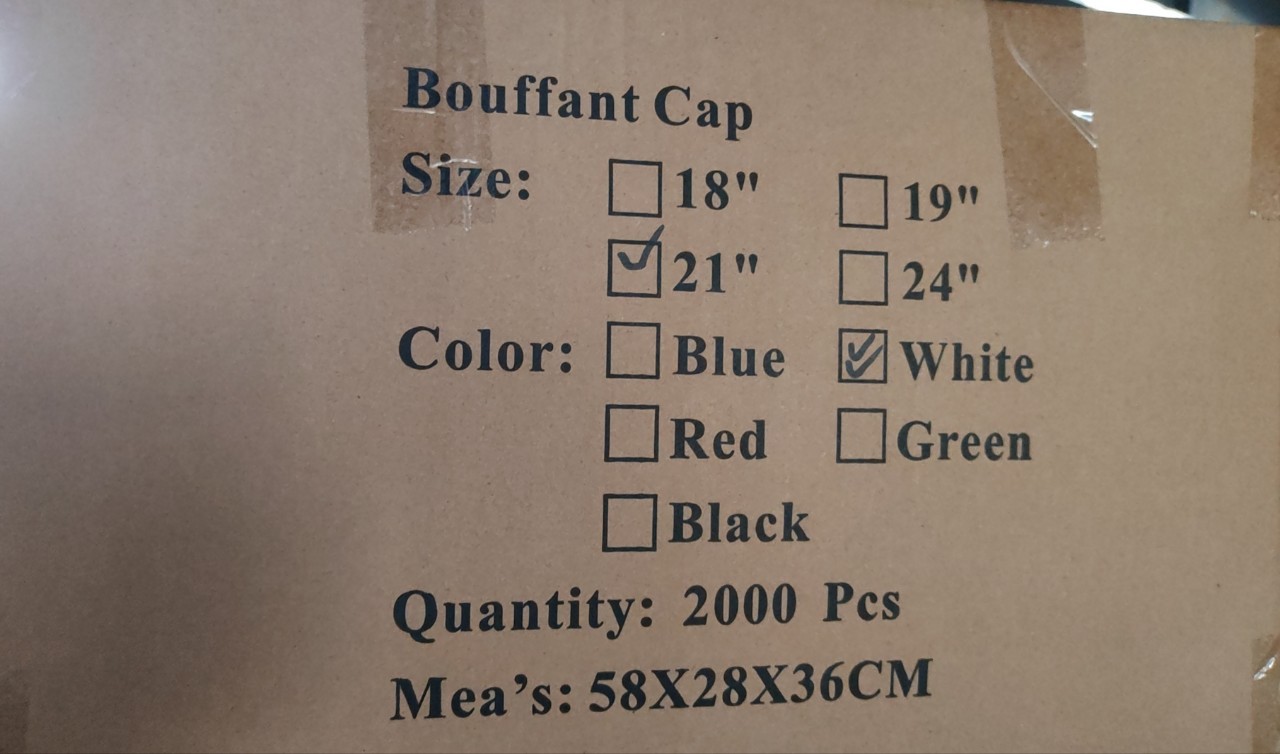 Bouffant Cap
Size: ☐ 18" ☐ 19"
☑ 21" ☐ 24"
Color: ☐ Blue ☑ White
☐ Red ☐ Green
☐ Black
Quantity: 2000 Pcs
Mea's: 58X28X36CM